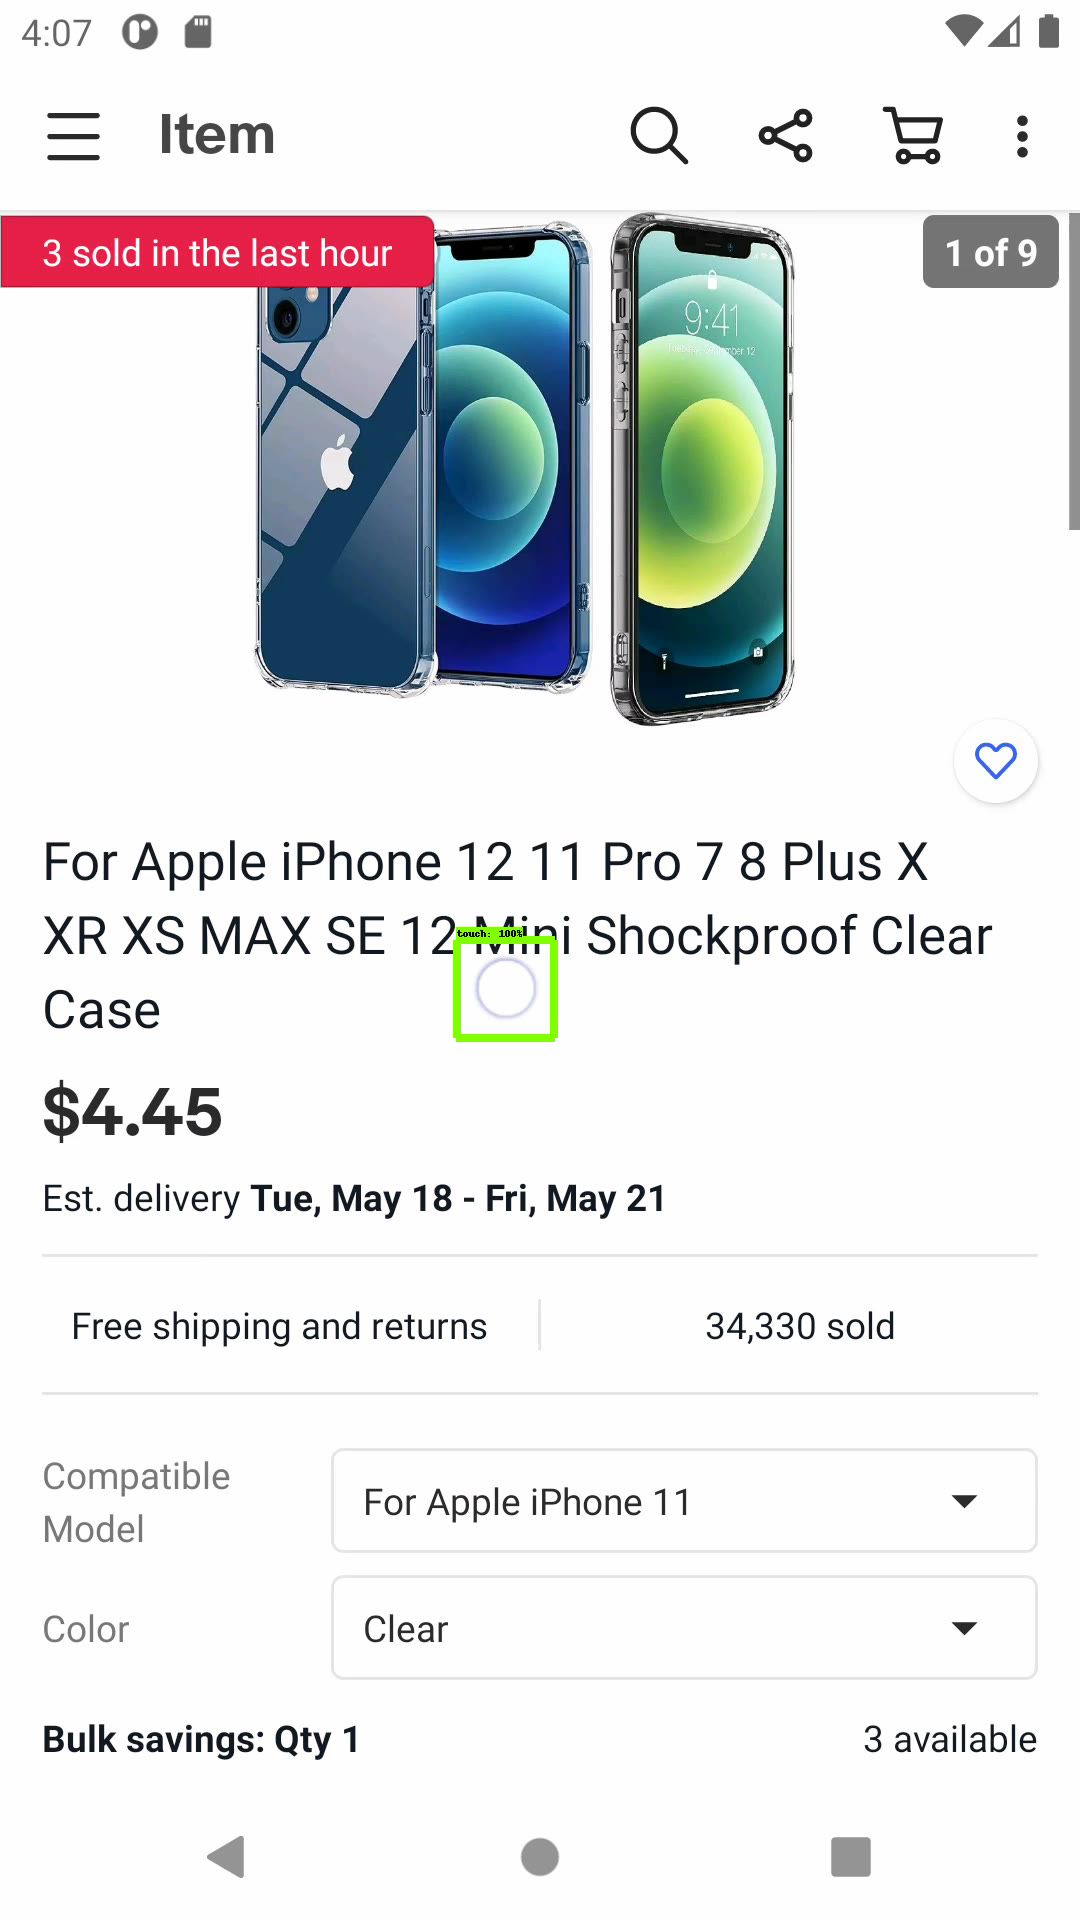 4:07
Item
3 sold in the last hour
1 of 9
9:41
Tuesday, September 12
For Apple iPhone 12 11 Pro 7 8 Plus X
XR XS MAX SE 12 Mini Shockproof Clear
Case
touch: 100%
$4.45
Est. delivery Tue, May 18 - Fri, May 21
Free shipping and returns
34,330 sold
Compatible
Model
For Apple iPhone 11
Color
Clear
Bulk savings: Qty 1
3 available